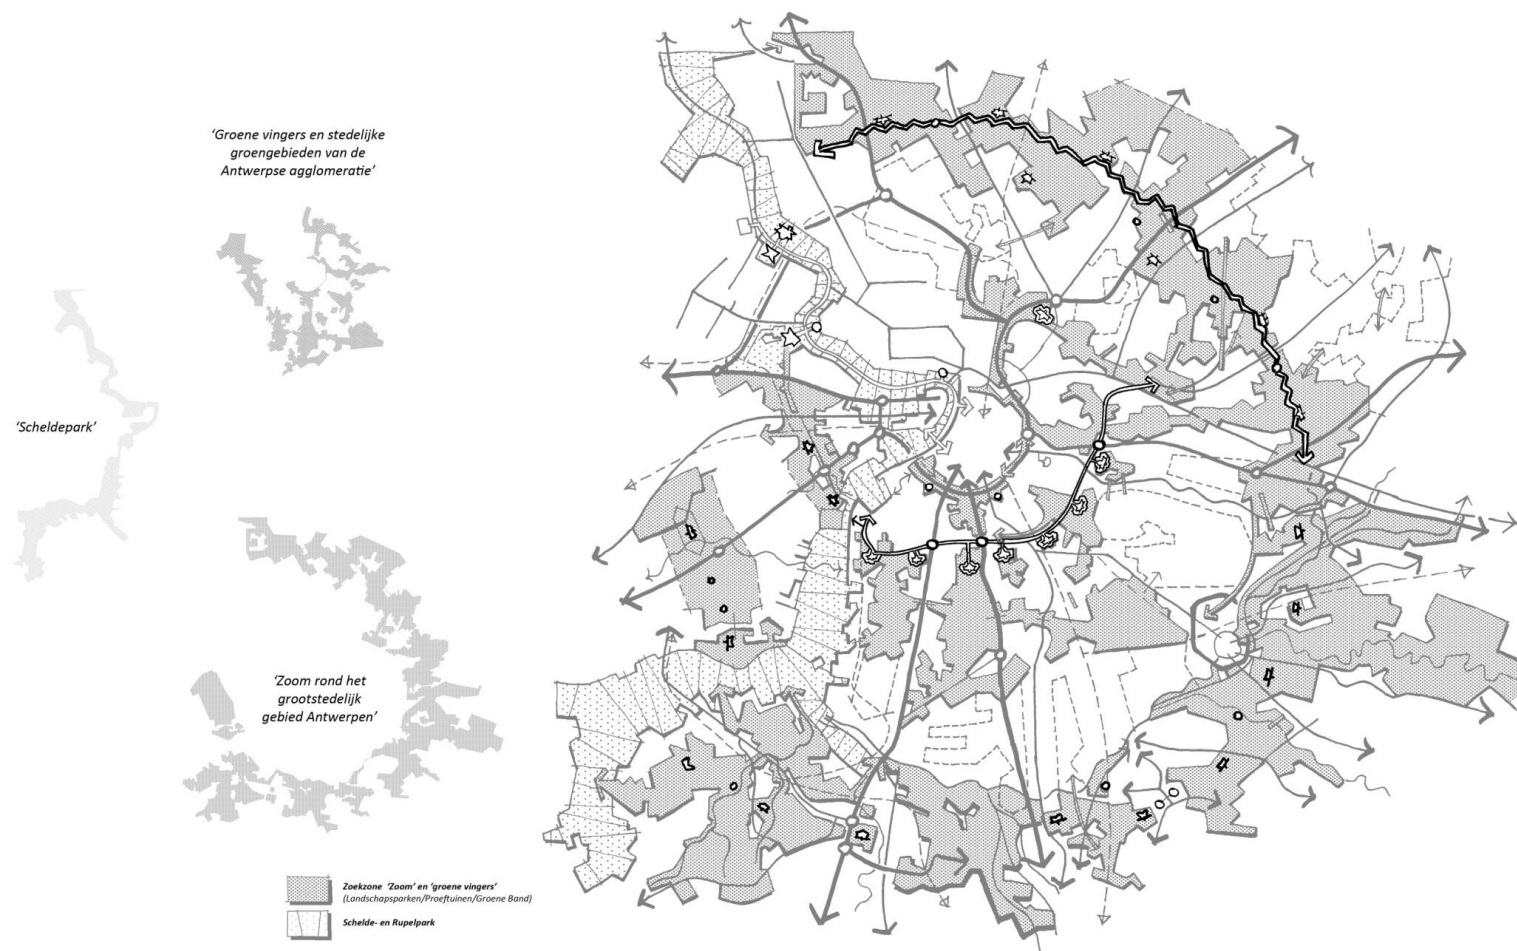 'Groene vingers en stedelijke
groengebieden van de
Antwerpse agglomeratie'
'Scheldepark'
'Zoom rond het
grootstedelijk
gebied Antwerpen'
Zoekzone 'Zoom' en 'groene vingers'
(Landschapsparken/Proeftuinen/Groene Band)
Schelde- en Rupelpark